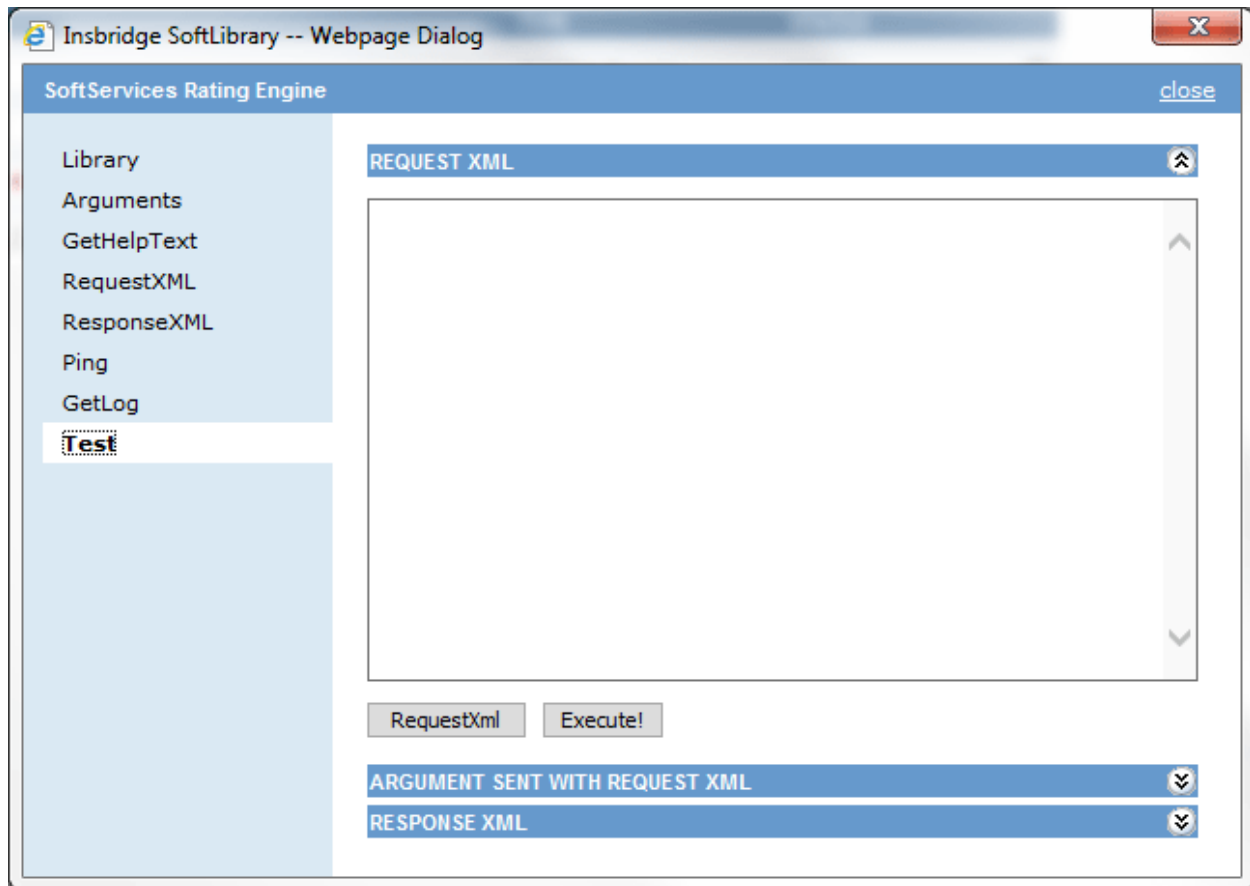 Insbridge SoftLibrary -- Webpage Dialog
X
SoftServices Rating Engine
close
Library
Arguments
GetHelpText
RequestXML
ResponseXML
Ping
GetLog
Test
REQUEST XML
RequestXml
Execute!
ARGUMENT SENT WITH REQUEST XML
RESPONSE XML